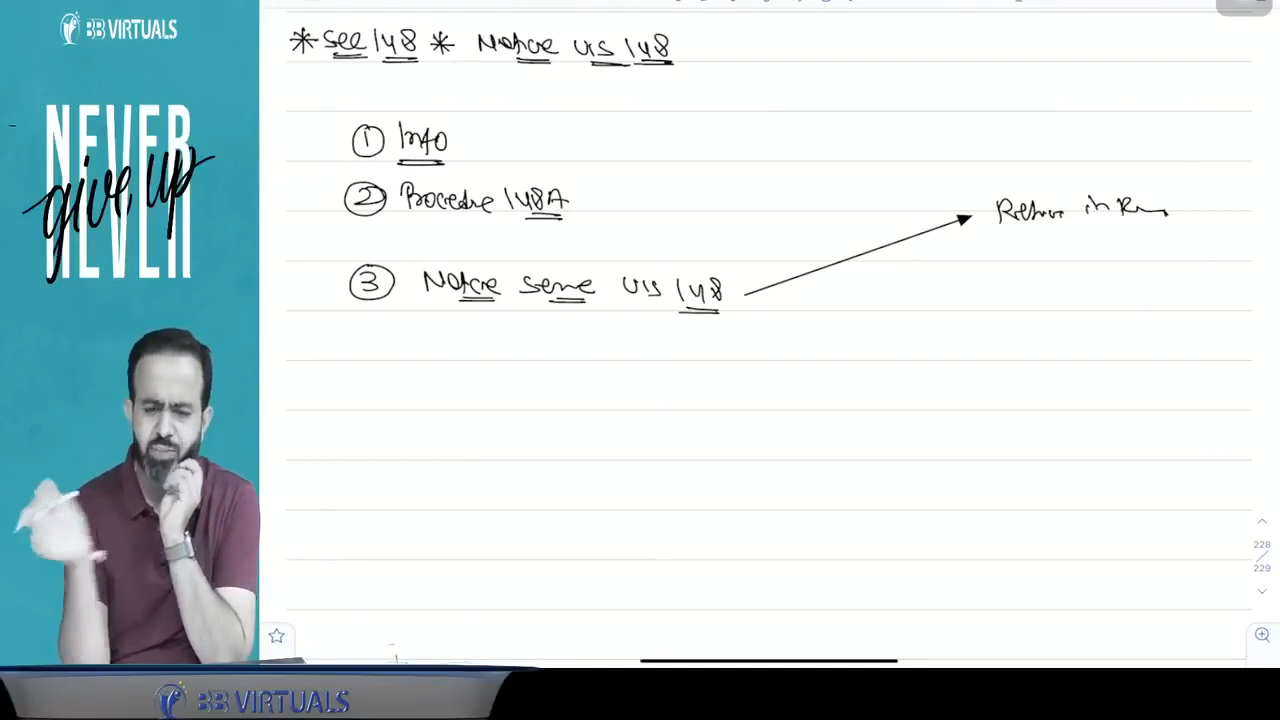 BB VIRTUALS
* Sec 148 * Notice u/s 148
NEVER
give up
NEVER
① Info
② Procedure 148A
Return in
③ Notice serve u/s 148
228
229
BB VIRTUALS